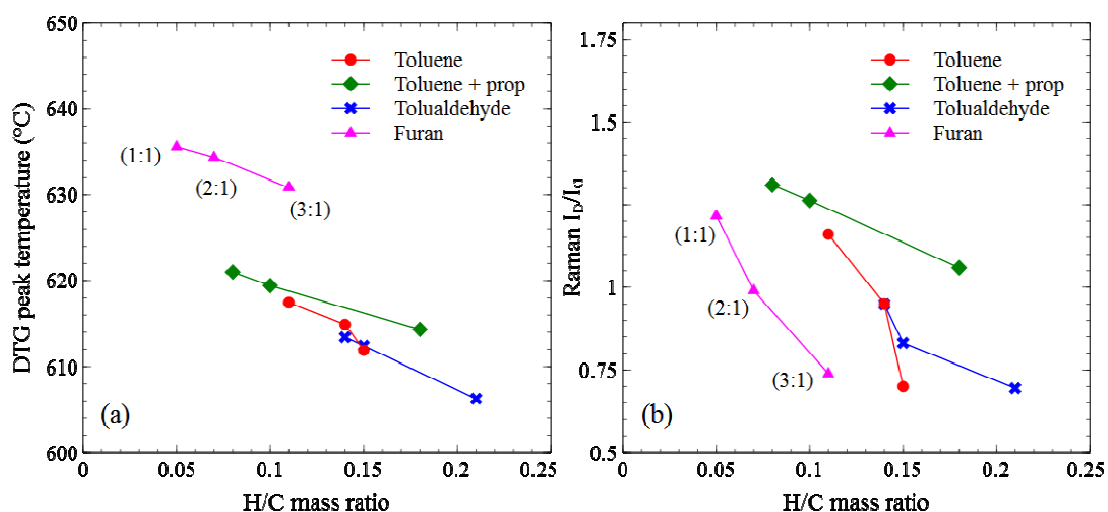 650
640
630
620
610
600
DTG peak temperature (°C)
Toluene
Toluene + prop
Tolualdehyde
Furan
(1:1)
(2:1)
(3:1)
(a)
0
0.05
0.1
0.15
0.2
0.25
H/C mass ratio
1.75
1.5
1.25
1
0.75
0.5
Raman I_D/I_G
Toluene
Toluene + prop
Tolualdehyde
Furan
(1:1)
(2:1)
(3:1)
(b)
0
0.05
0.1
0.15
0.2
0.25
H/C mass ratio